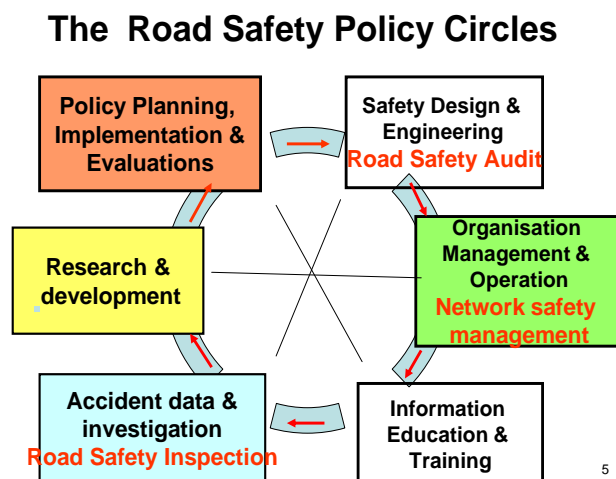 The Road Safety Policy Circles
Policy Planning,
Implementation &
Evaluations
Safety Design &
Engineering
Road Safety Audit
Organisation
Management &
Operation
Network safety
management
Information
Education &
Training
Accident data &
investigation
Road Safety Inspection
Research &
development
5